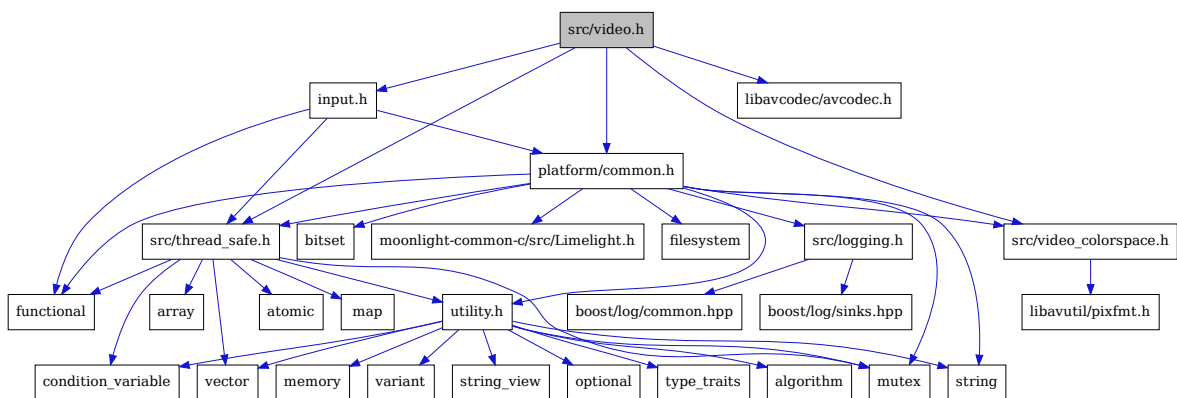 src/video.h
input.h
libavcodec/avcodec.h
platform/common.h
src/thread_safe.h
bitset
moonlight-common-c/src/Limelight.h
filesystem
src/logging.h
src/video_colorspace.h
functional
array
atomic
map
utility.h
boost/log/common.hpp
boost/log/sinks.hpp
libavutil/pixfmt.h
condition_variable
vector
memory
variant
string_view
optional
type_traits
algorithm
mutex
string